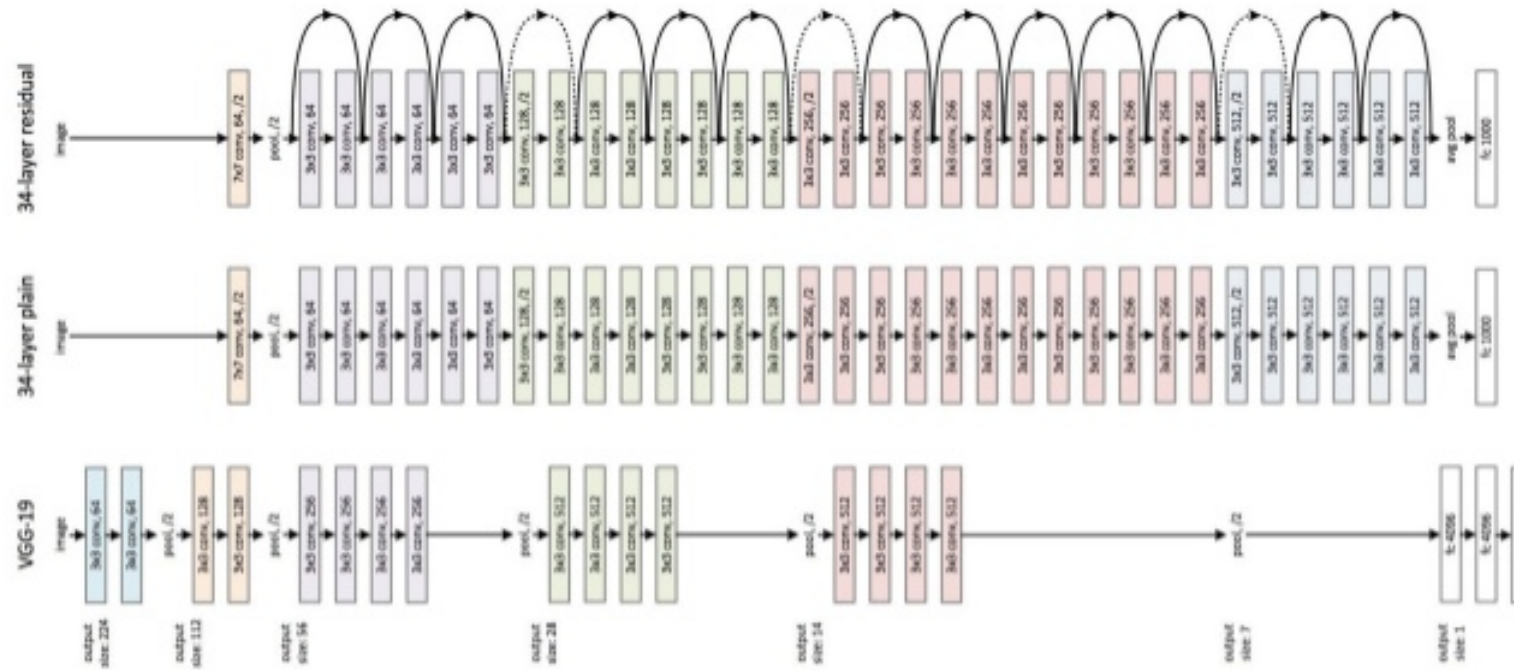 34-layer residual
image
7x7 conv, 64, /2
pool, /2
3x3 conv, 64
3x3 conv, 64
3x3 conv, 64
3x3 conv, 64
3x3 conv, 64
3x3 conv, 64
3x3 conv, 128, /2
3x3 conv, 128
3x3 conv, 128
3x3 conv, 128
3x3 conv, 128
3x3 conv, 128
3x3 conv, 128
3x3 conv, 128
3x3 conv, 256, /2
3x3 conv, 256
3x3 conv, 256
3x3 conv, 256
3x3 conv, 256
3x3 conv, 256
3x3 conv, 256
3x3 conv, 256
3x3 conv, 256
3x3 conv, 256
3x3 conv, 256
3x3 conv, 256
3x3 conv, 512, /2
3x3 conv, 512
3x3 conv, 512
3x3 conv, 512
3x3 conv, 512
3x3 conv, 512
avg pool
fc 1000
34-layer plain
image
7x7 conv, 64, /2
pool, /2
3x3 conv, 64
3x3 conv, 64
3x3 conv, 64
3x3 conv, 64
3x3 conv, 64
3x3 conv, 64
3x3 conv, 128, /2
3x3 conv, 128
3x3 conv, 128
3x3 conv, 128
3x3 conv, 128
3x3 conv, 128
3x3 conv, 128
3x3 conv, 128
3x3 conv, 256, /2
3x3 conv, 256
3x3 conv, 256
3x3 conv, 256
3x3 conv, 256
3x3 conv, 256
3x3 conv, 256
3x3 conv, 256
3x3 conv, 256
3x3 conv, 256
3x3 conv, 256
3x3 conv, 256
3x3 conv, 512, /2
3x3 conv, 512
3x3 conv, 512
3x3 conv, 512
3x3 conv, 512
3x3 conv, 512
avg pool
fc 1000
VGG-19
image
3x3 conv, 64
3x3 conv, 64
pool, /2
3x3 conv, 128
3x3 conv, 128
pool, /2
3x3 conv, 256
3x3 conv, 256
3x3 conv, 256
3x3 conv, 256
pool, /2
3x3 conv, 512
3x3 conv, 512
3x3 conv, 512
3x3 conv, 512
pool, /2
3x3 conv, 512
3x3 conv, 512
3x3 conv, 512
3x3 conv, 512
pool, /2
fc 4096
fc 4096
output
size: 224
output
size: 112
output
size: 56
output
size: 28
output
size: 14
output
size: 7
output
size: 1